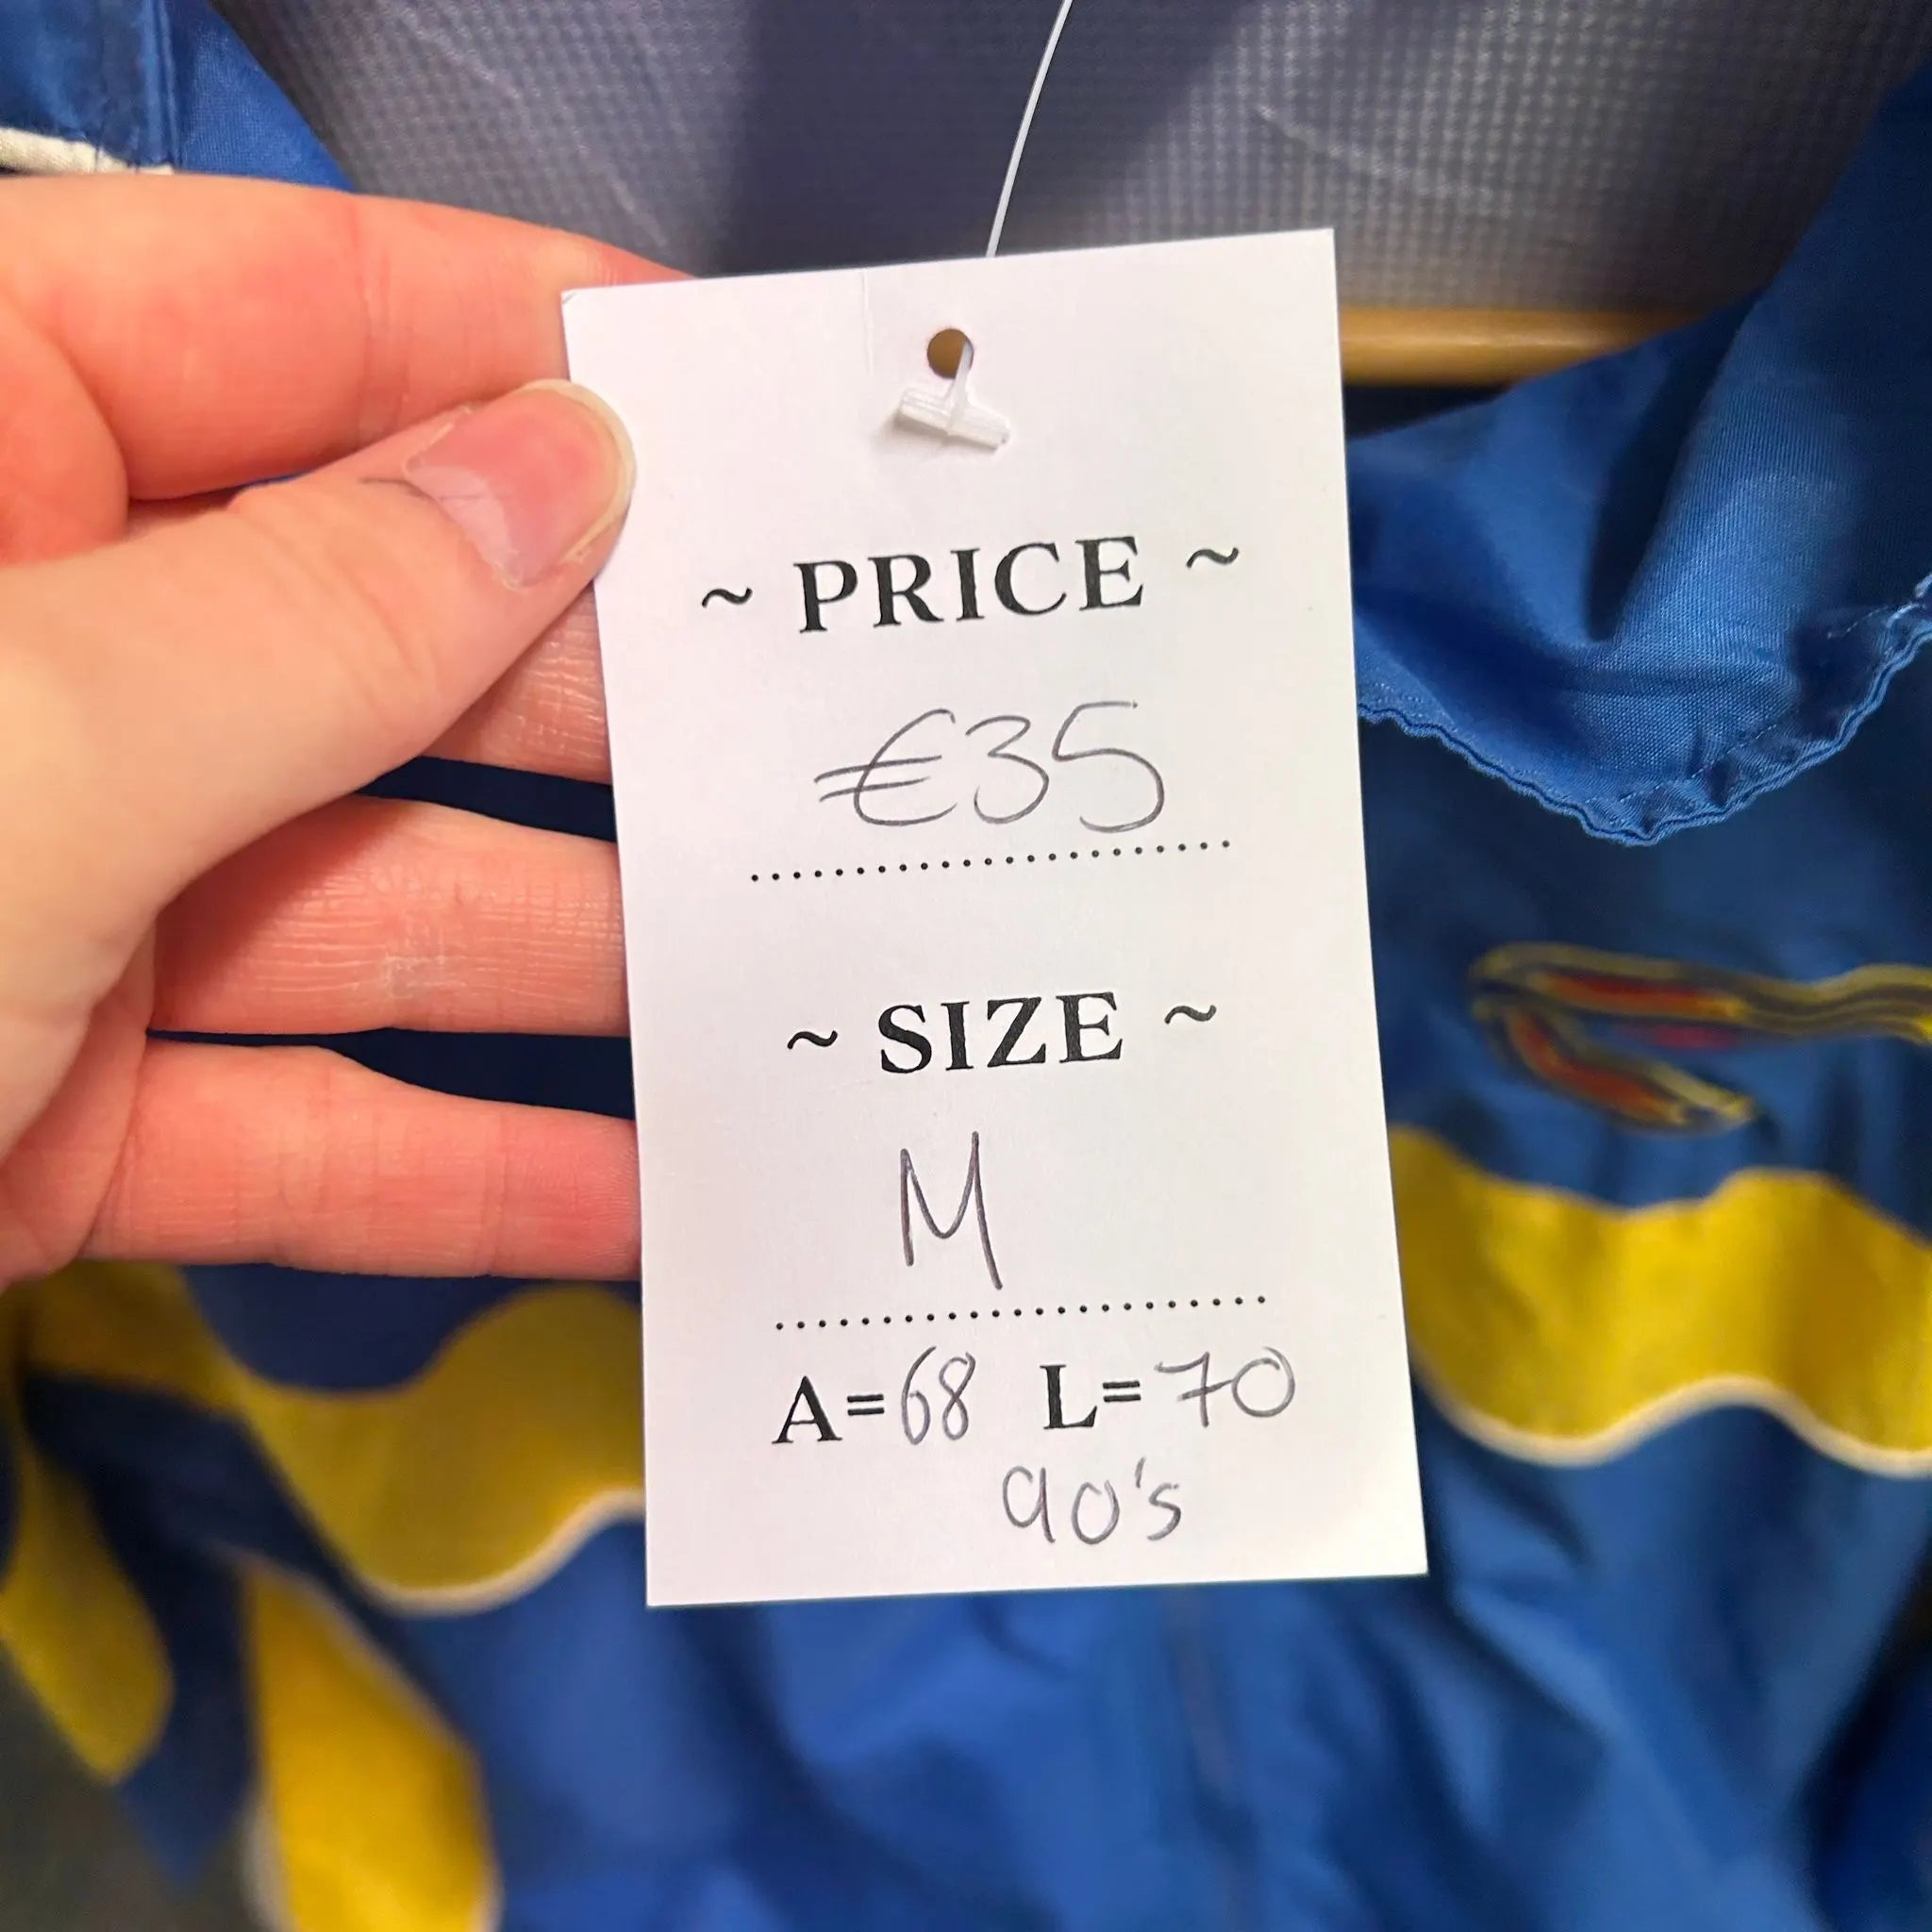 ~ PRICE ~
€35
~ SIZE ~
M
A=68 L=70
90's